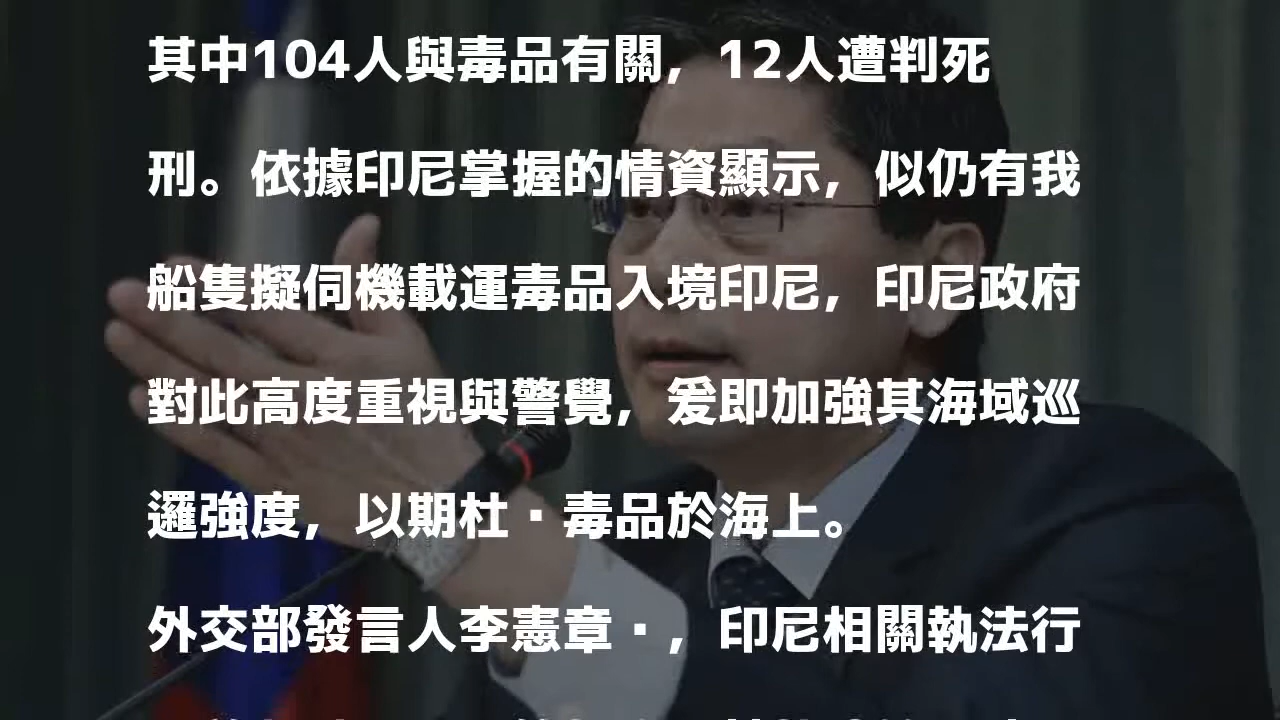 其中104人與毒品有關，12人遭判死
刑。依據印尼掌握的情資顯示，似仍有我
船隻擬伺機載運毒品入境印尼，印尼政府
對此高度重視與警覺，爰即加強其海域巡
邏強度，以期杜▪毒品於海上。
外交部發言人李憲章▪，印尼相關執法行